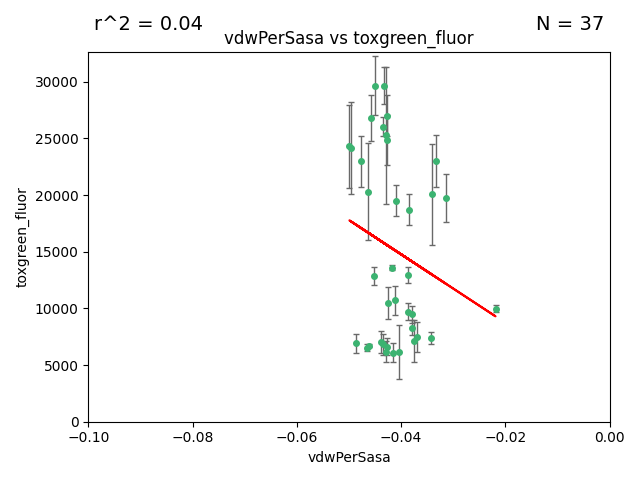 r^2 = 0.04
N = 37
vdwPerSasa vs toxgreen_fluor
30000
25000
20000
15000
10000
5000
0
toxgreen_fluor
−0.10
−0.08
−0.06
−0.04
−0.02
0.00
vdwPerSasa